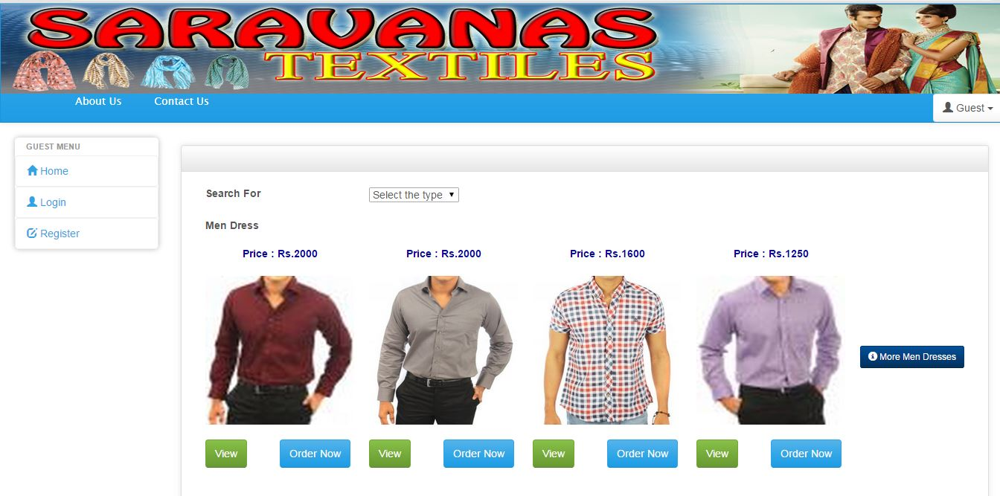 SARAVANAS
TEXTILES
About Us
Contact Us
Guest
GUEST MENU
Home
Login
Register
Search For
Select the type
Men Dress
Price : Rs.2000
Price : Rs.2000
Price : Rs.1600
Price : Rs.1250
More Men Dresses
View
Order Now
View
Order Now
View
Order Now
View
Order Now